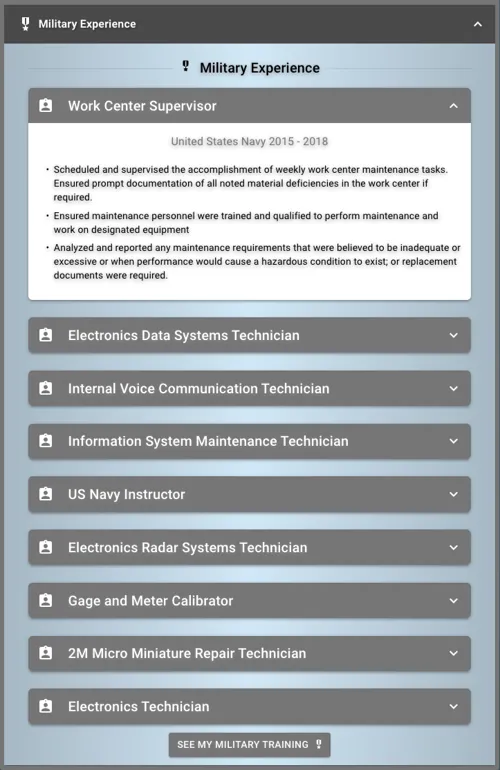 Military Experience
Military Experience
Work Center Supervisor
United States Navy 2015 - 2018
• Scheduled and supervised the accomplishment of weekly work center maintenance tasks.
Ensured prompt documentation of all noted material deficiencies in the work center if
required.
• Ensured maintenance personnel were trained and qualified to perform maintenance and
work on designated equipment
• Analyzed and reported any maintenance requirements that were believed to be inadequate or
excessive or when performance would cause a hazardous condition to exist; or replacement
documents were required.
Electronics Data Systems Technician
Internal Voice Communication Technician
Information System Maintenance Technician
US Navy Instructor
Electronics Radar Systems Technician
Gage and Meter Calibrator
2M Micro Miniature Repair Technician
Electronics Technician
SEE MY MILITARY TRAINING